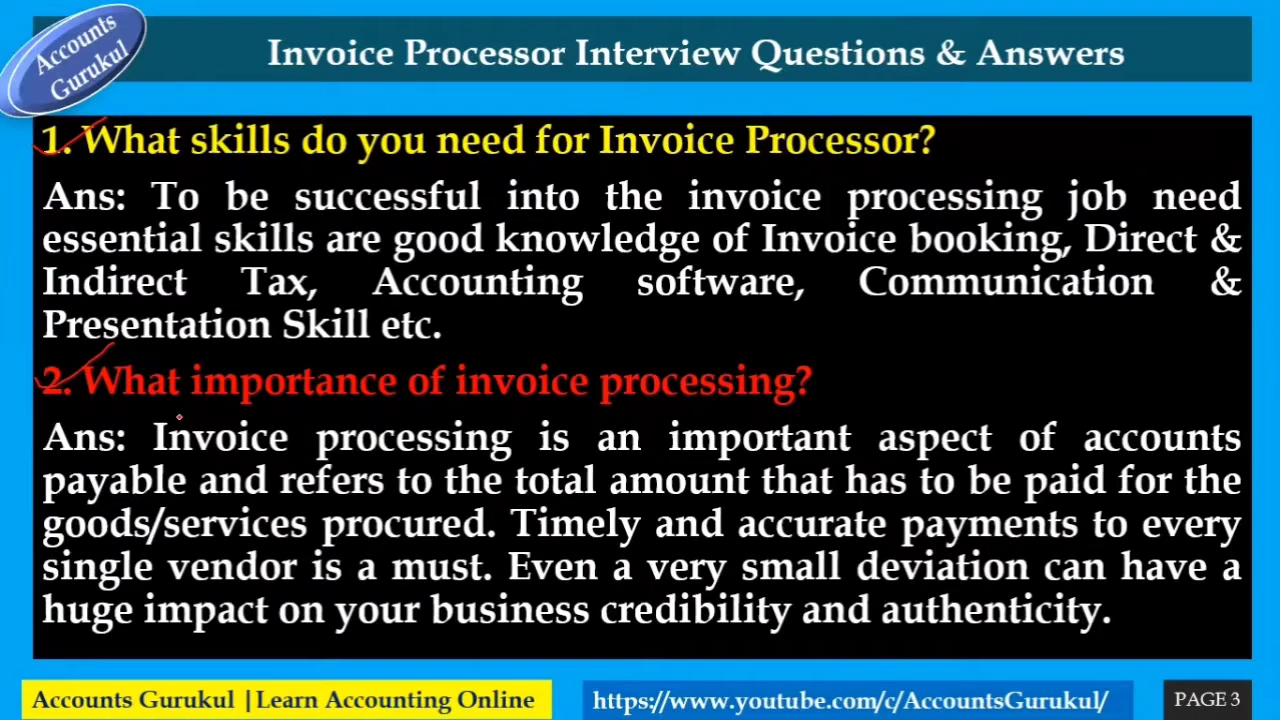 Accounts
Gurukul
Invoice Processor Interview Questions & Answers
1. What skills do you need for Invoice Processor?
Ans: To be successful into the invoice processing job need
essential skills are good knowledge of Invoice booking, Direct &
Indirect Tax, Accounting software, Communication &
Presentation Skill etc.
2. What importance of invoice processing?
Ans: Invoice processing is an important aspect of accounts
payable and refers to the total amount that has to be paid for the
goods/services procured. Timely and accurate payments to every
single vendor is a must. Even a very small deviation can have a
huge impact on your business credibility and authenticity.
Accounts Gurukul |Learn Accounting Online
https://www.youtube.com/c/AccountsGurukul/
PAGE 3